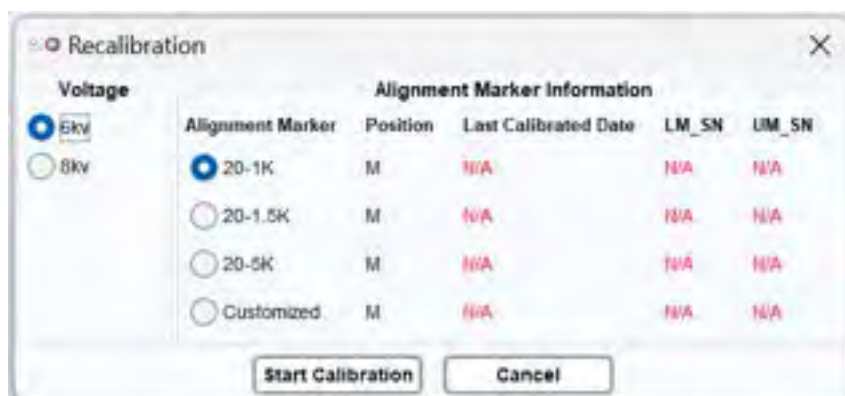 Recalibration
Voltage Alignment Marker Information
6kv Alignment Marker Position Last Calibrated Date LM_SN UM_SN
8kv 20-1K M N/A N/A N/A
20-1.5K M N/A N/A N/A
20-5K M N/A N/A N/A
Customized M N/A N/A N/A
Start Calibration Cancel